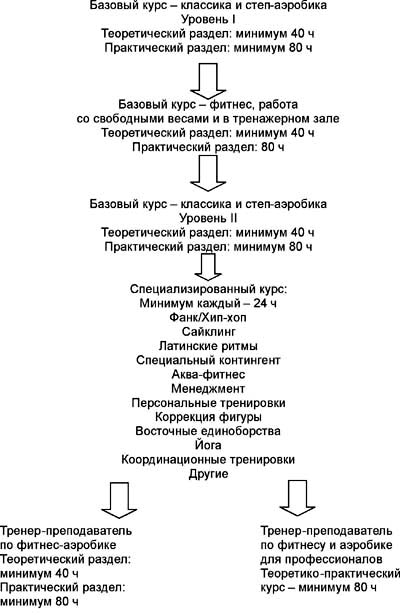 Базовый курс – классика и степ-аэробика
Уровень I
Теоретический раздел: минимум 40 ч
Практический раздел: минимум 80 ч
Базовый курс – фитнес, работа
со свободными весами и в тренажерном зале
Теоретический раздел: минимум 40 ч
Практический раздел: 80 ч
Базовый курс – классика и степ-аэробика
Уровень II
Теоретический раздел: минимум 40 ч
Практический раздел: минимум 80 ч
Специализированный курс:
Минимум каждый – 24 ч
Фанк/Хип-хоп
Сайклинг
Латинские ритмы
Специальный контингент
Аква-фитнес
Менеджмент
Персональные тренировки
Коррекция фигуры
Восточные единоборства
Йога
Координационные тренировки
Другие
Тренер-преподаватель
по фитнес-аэробике
Теоретический раздел:
минимум 40 ч
Практический раздел:
минимум 80 ч
Тренер-преподаватель
по фитнесу и аэробике
для профессионалов
Теоретико-практический
курс – минимум 80 ч